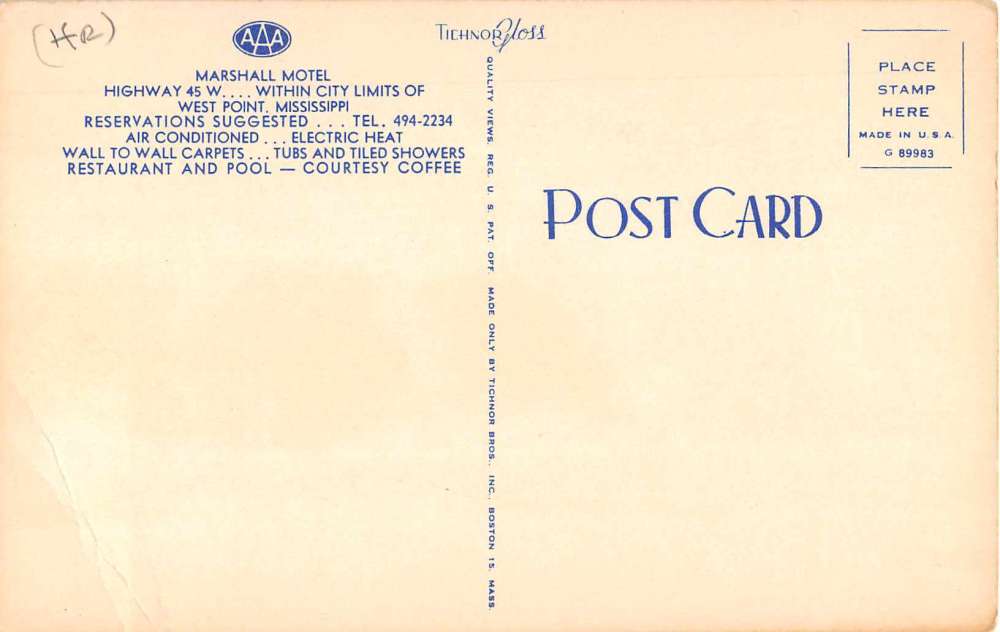 (HR)
AAA
MARSHALL MOTEL
HIGHWAY 45 W.... WITHIN CITY LIMITS OF
WEST POINT, MISSISSIPPI
RESERVATIONS SUGGESTED ... TEL. 494-2234
AIR CONDITIONED ... ELECTRIC HEAT
WALL TO WALL CARPETS ... TUBS AND TILED SHOWERS
RESTAURANT AND POOL — COURTESY COFFEE
TICHNOR Gloss
QUALITY VIEWS. REG. U. S. PAT. OFF. MADE ONLY BY TICHNOR BROS., INC., BOSTON 15, MASS.
PLACE
STAMP
HERE
MADE IN U.S.A.
G 89983
POST CARD